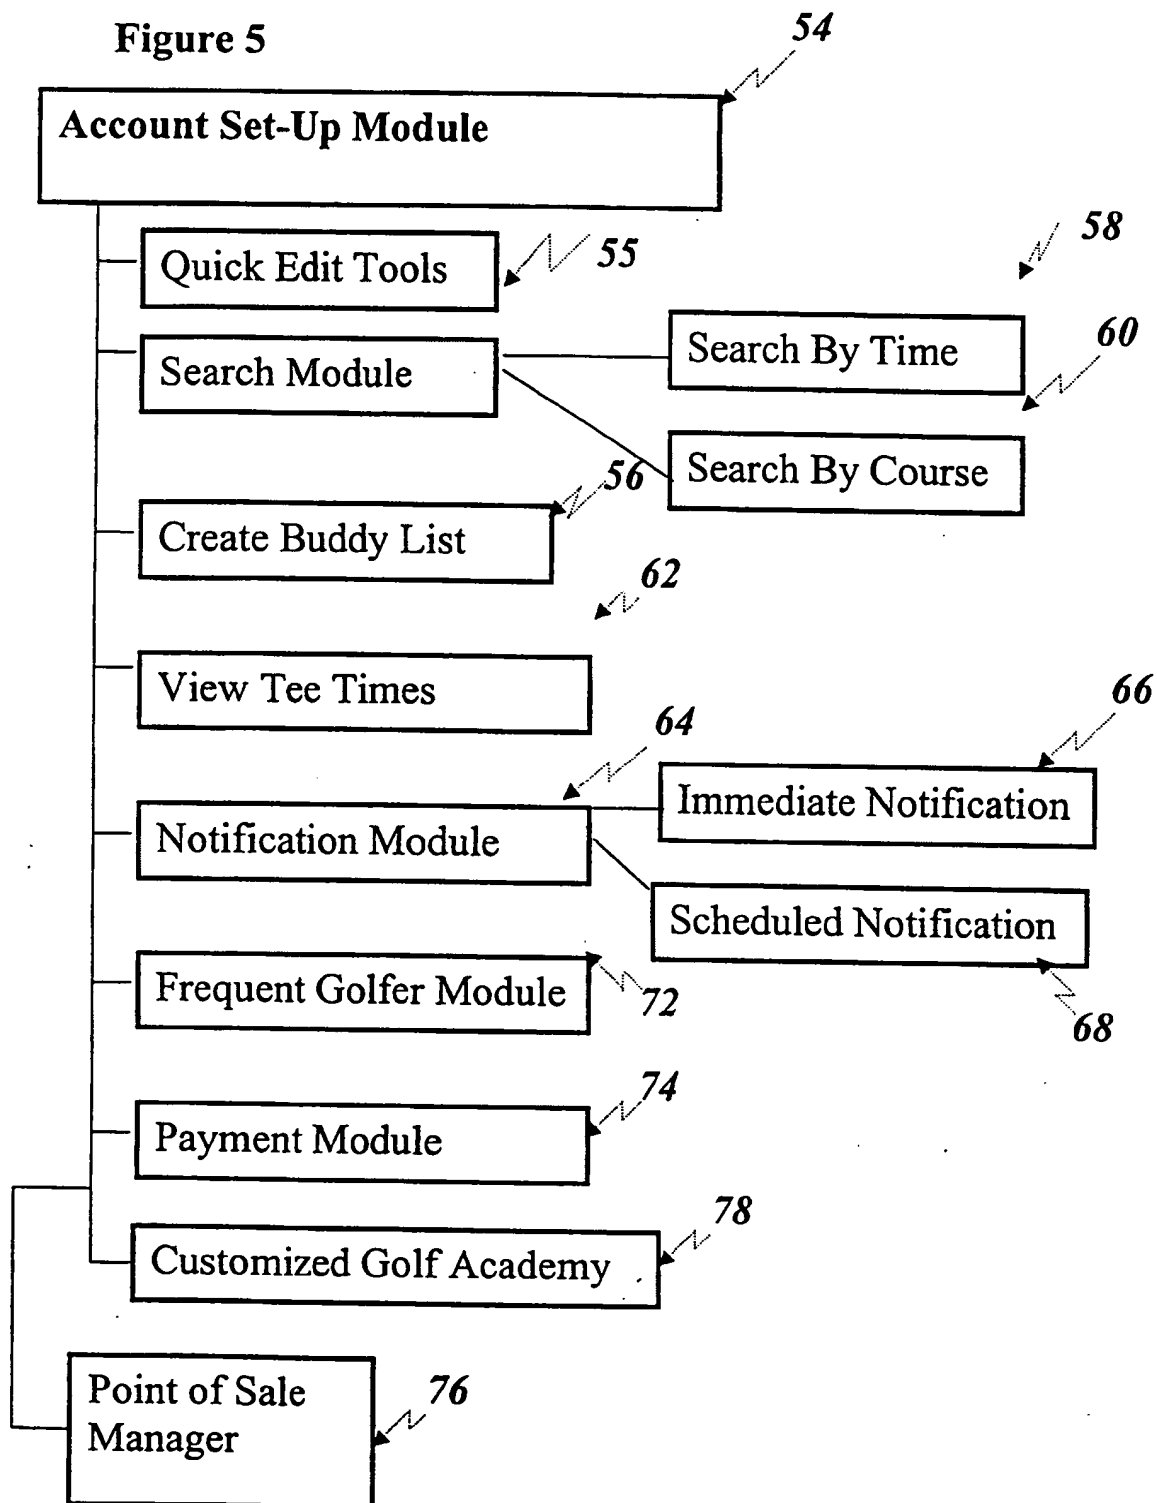 Figure 5
54
Account Set-Up Module
58
Quick Edit Tools
55
60
Search By Time
Search Module
Search By Course
56
Create Buddy List
62
View Tee Times
64
66
Immediate Notification
Notification Module
Scheduled Notification
Frequent Golfer Module
72
68
74
Payment Module
78
Customized Golf Academy
Point of Sale
Manager
76